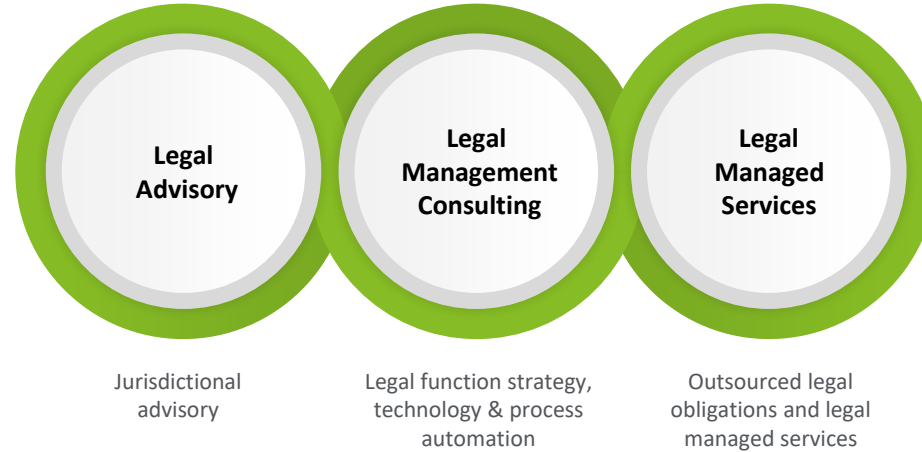 Legal
Advisory
Legal
Management
Consulting
Legal
Managed
Services
Jurisdictional
advisory
Legal function strategy,
technology & process
automation
Outsourced legal
obligations and legal
managed services